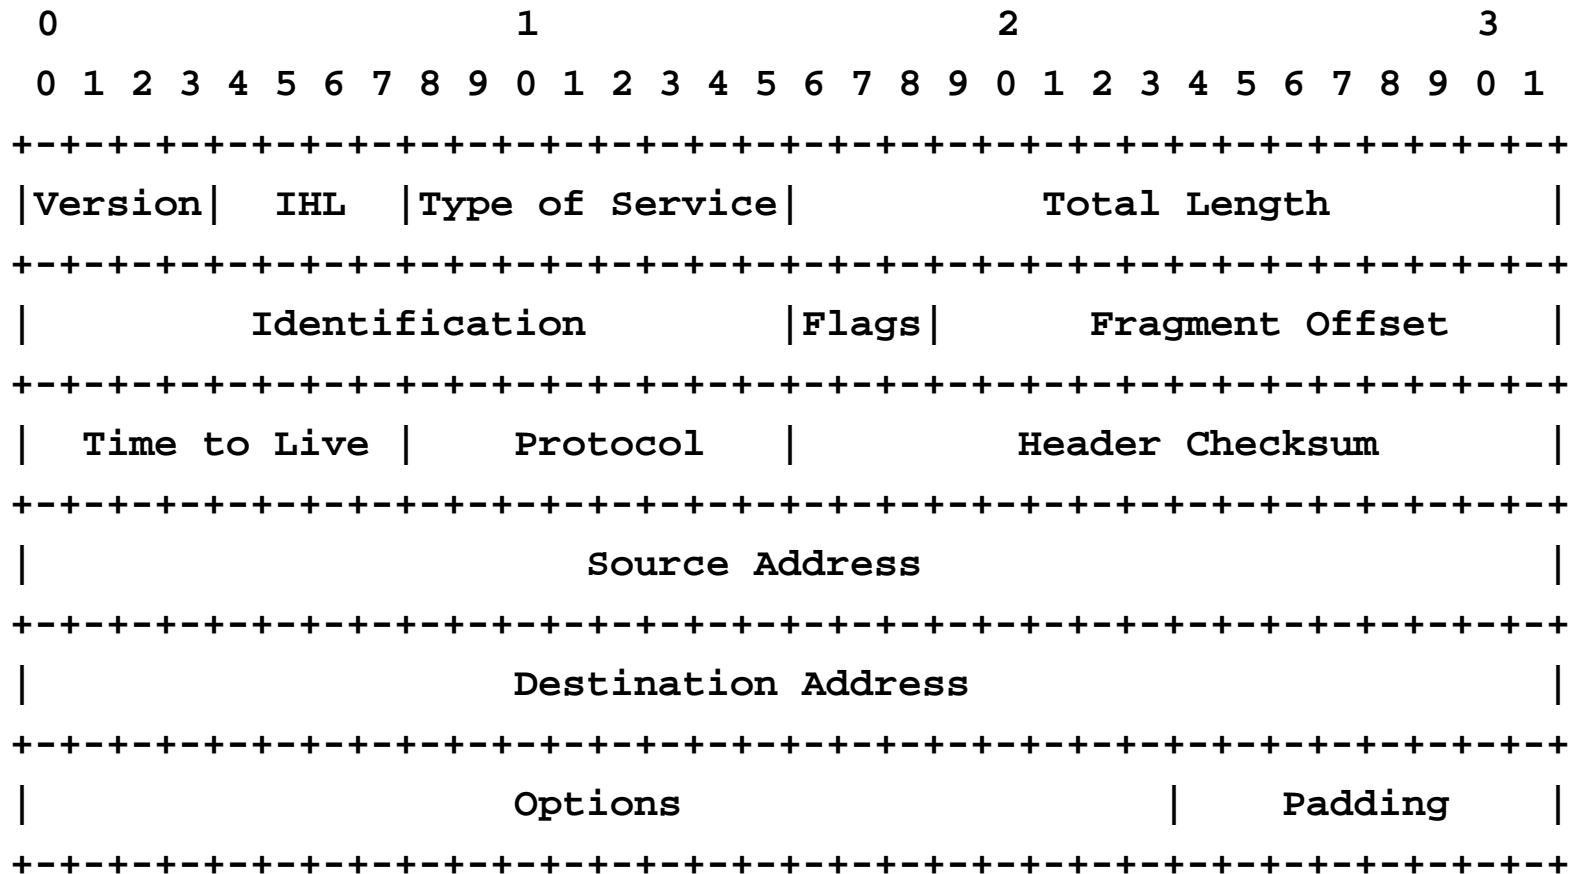 0                   1                   2                   3
 0 1 2 3 4 5 6 7 8 9 0 1 2 3 4 5 6 7 8 9 0 1 2 3 4 5 6 7 8 9 0 1
+-+-+-+-+-+-+-+-+-+-+-+-+-+-+-+-+-+-+-+-+-+-+-+-+-+-+-+-+-+-+-+-+
|Version|  IHL  |Type of Service|          Total Length         |
+-+-+-+-+-+-+-+-+-+-+-+-+-+-+-+-+-+-+-+-+-+-+-+-+-+-+-+-+-+-+-+-+
|         Identification        |Flags|      Fragment Offset    |
+-+-+-+-+-+-+-+-+-+-+-+-+-+-+-+-+-+-+-+-+-+-+-+-+-+-+-+-+-+-+-+-+
|  Time to Live |    Protocol   |         Header Checksum       |
+-+-+-+-+-+-+-+-+-+-+-+-+-+-+-+-+-+-+-+-+-+-+-+-+-+-+-+-+-+-+-+-+
|                       Source Address                          |
+-+-+-+-+-+-+-+-+-+-+-+-+-+-+-+-+-+-+-+-+-+-+-+-+-+-+-+-+-+-+-+-+
|                    Destination Address                        |
+-+-+-+-+-+-+-+-+-+-+-+-+-+-+-+-+-+-+-+-+-+-+-+-+-+-+-+-+-+-+-+-+
|                    Options                    |    Padding    |
+-+-+-+-+-+-+-+-+-+-+-+-+-+-+-+-+-+-+-+-+-+-+-+-+-+-+-+-+-+-+-+-+